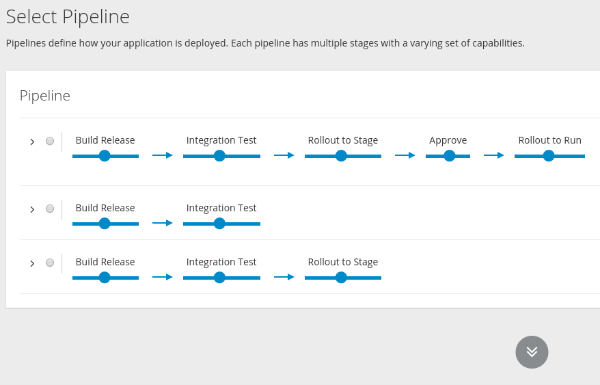 Select Pipeline
Pipelines define how your application is deployed. Each pipeline has multiple stages with a varying set of capabilities.
Pipeline
Build Release Integration Test Rollout to Stage Approve Rollout to Run
Build Release Integration Test
Build Release Integration Test Rollout to Stage